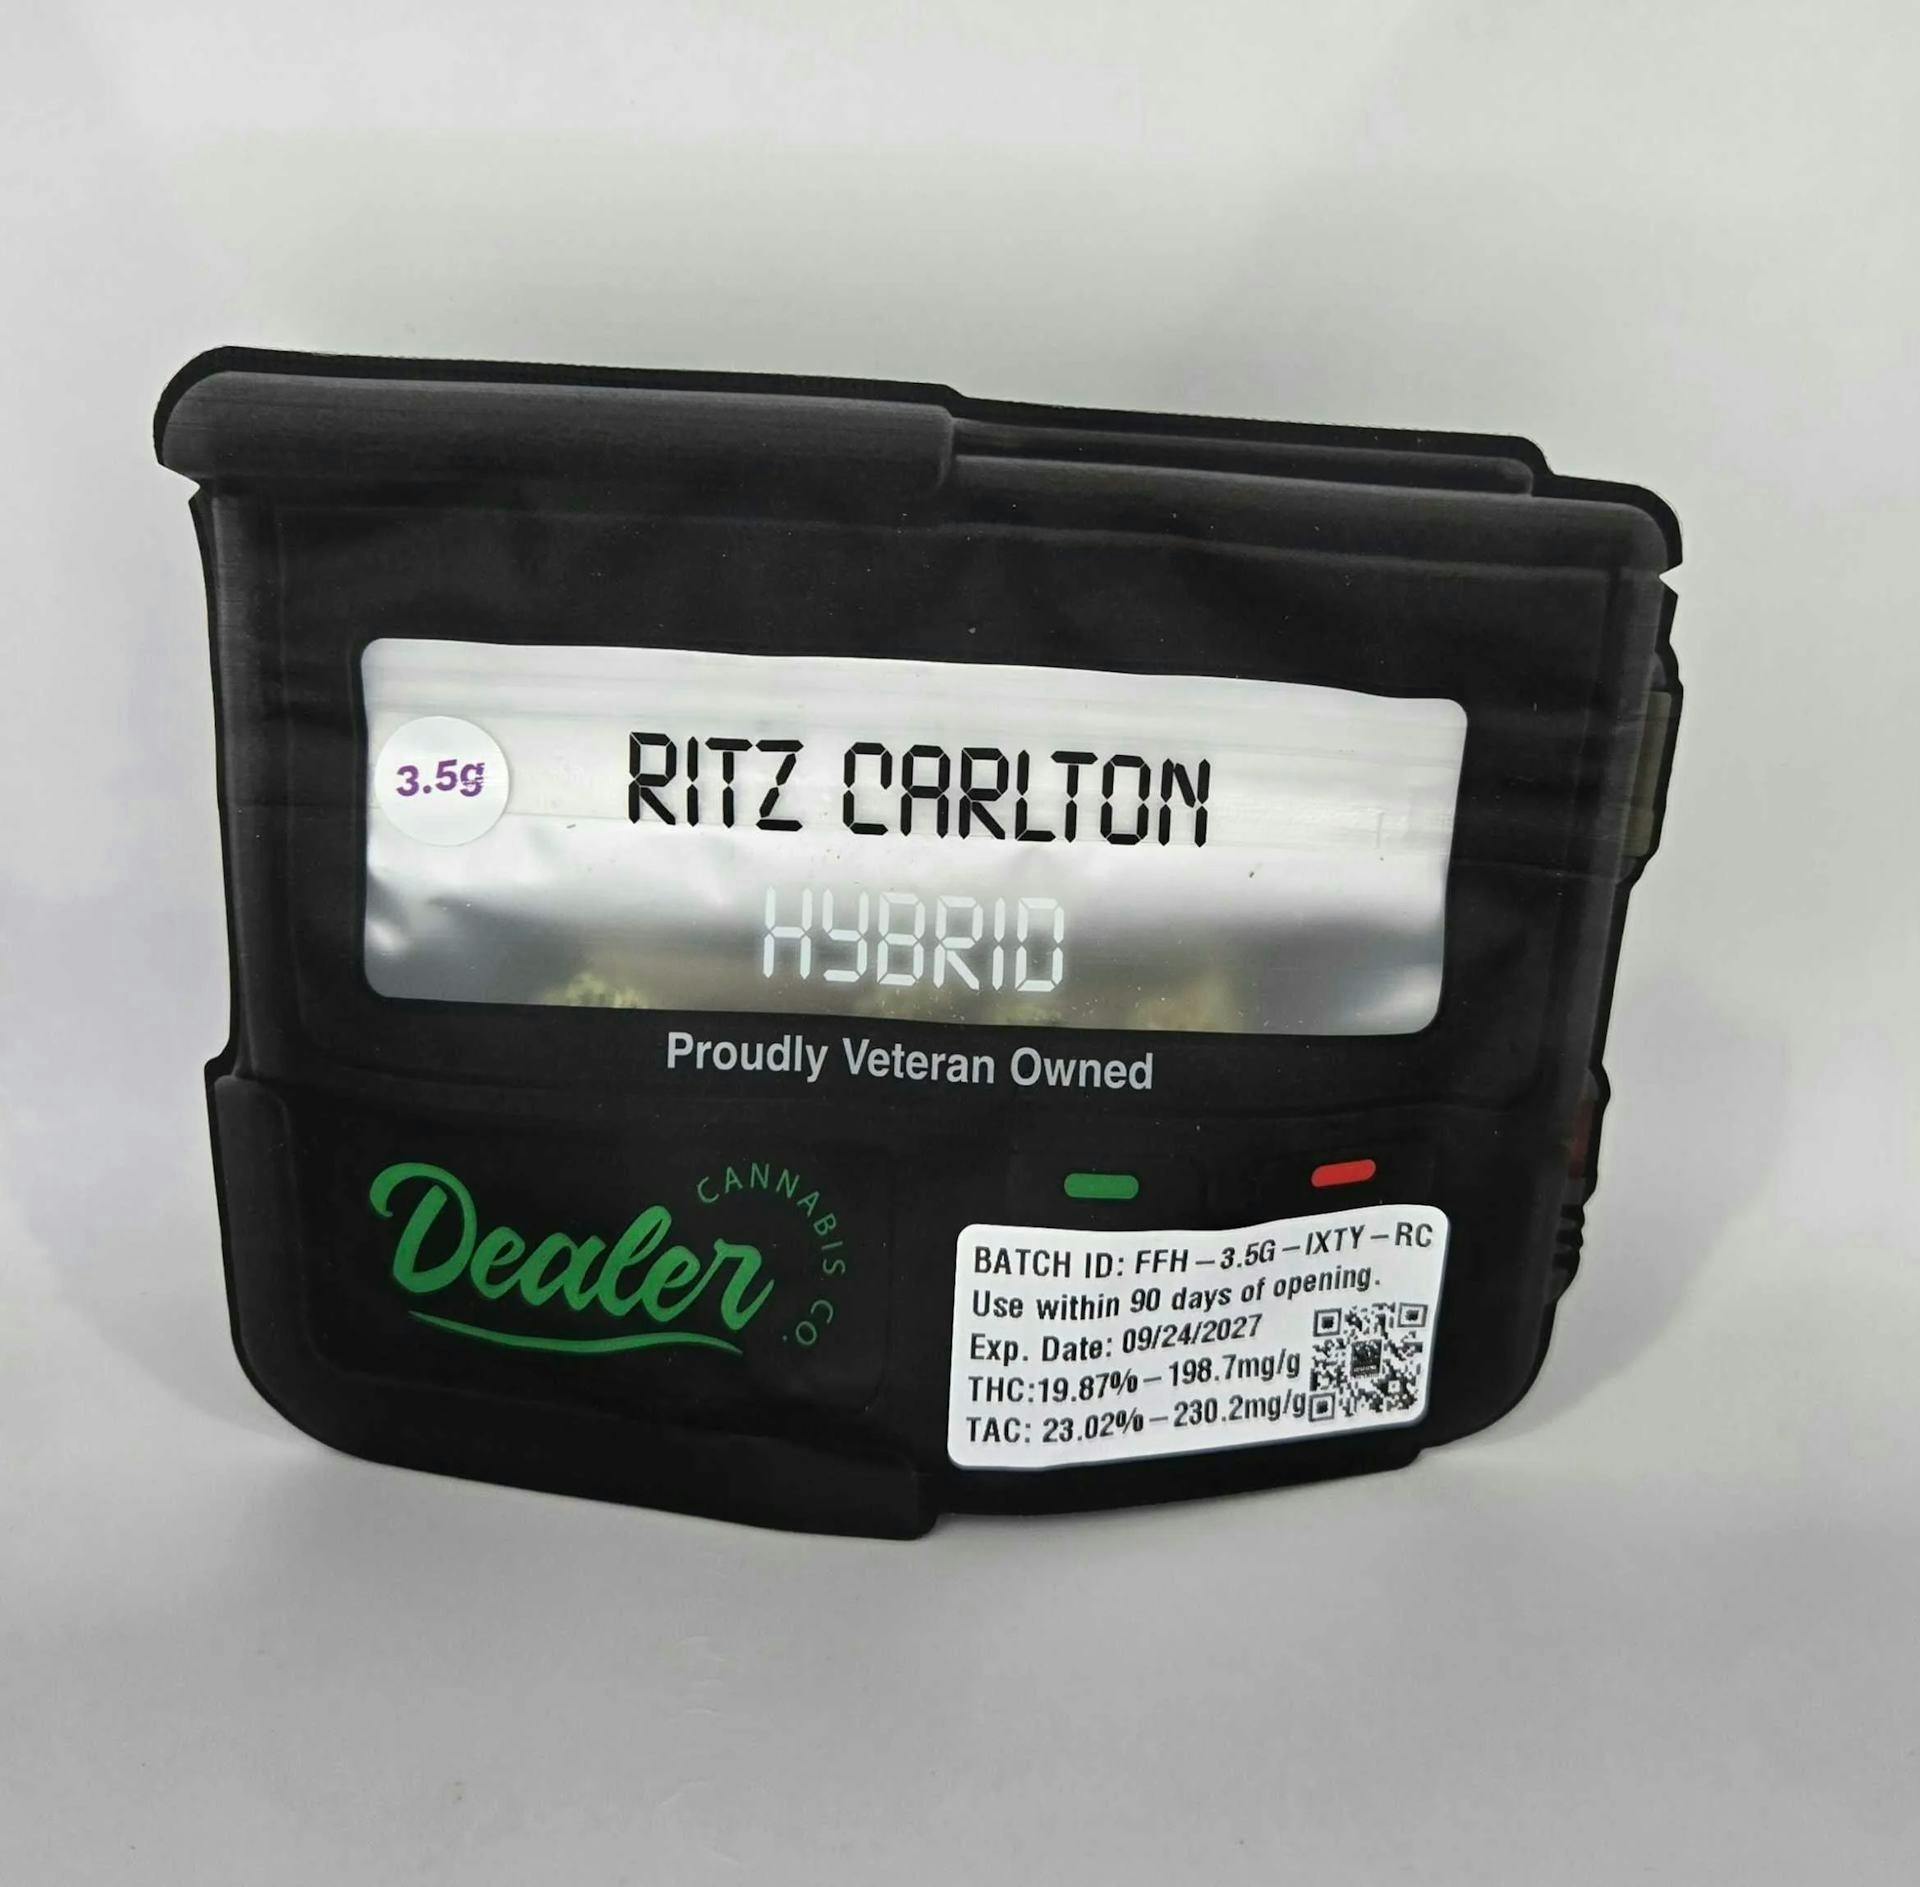 3.5g
RITZ CARLTON
HYBRID
Proudly Veteran Owned
Dealer
CANNABIS CO.
BATCH ID: FFH-3.5G-IXTY-RC
Use within 90 days of opening.
Exp. Date: 09/24/2027
THC:19.87%-198.7mg/g
TAC: 23.02%-230.2mg/g